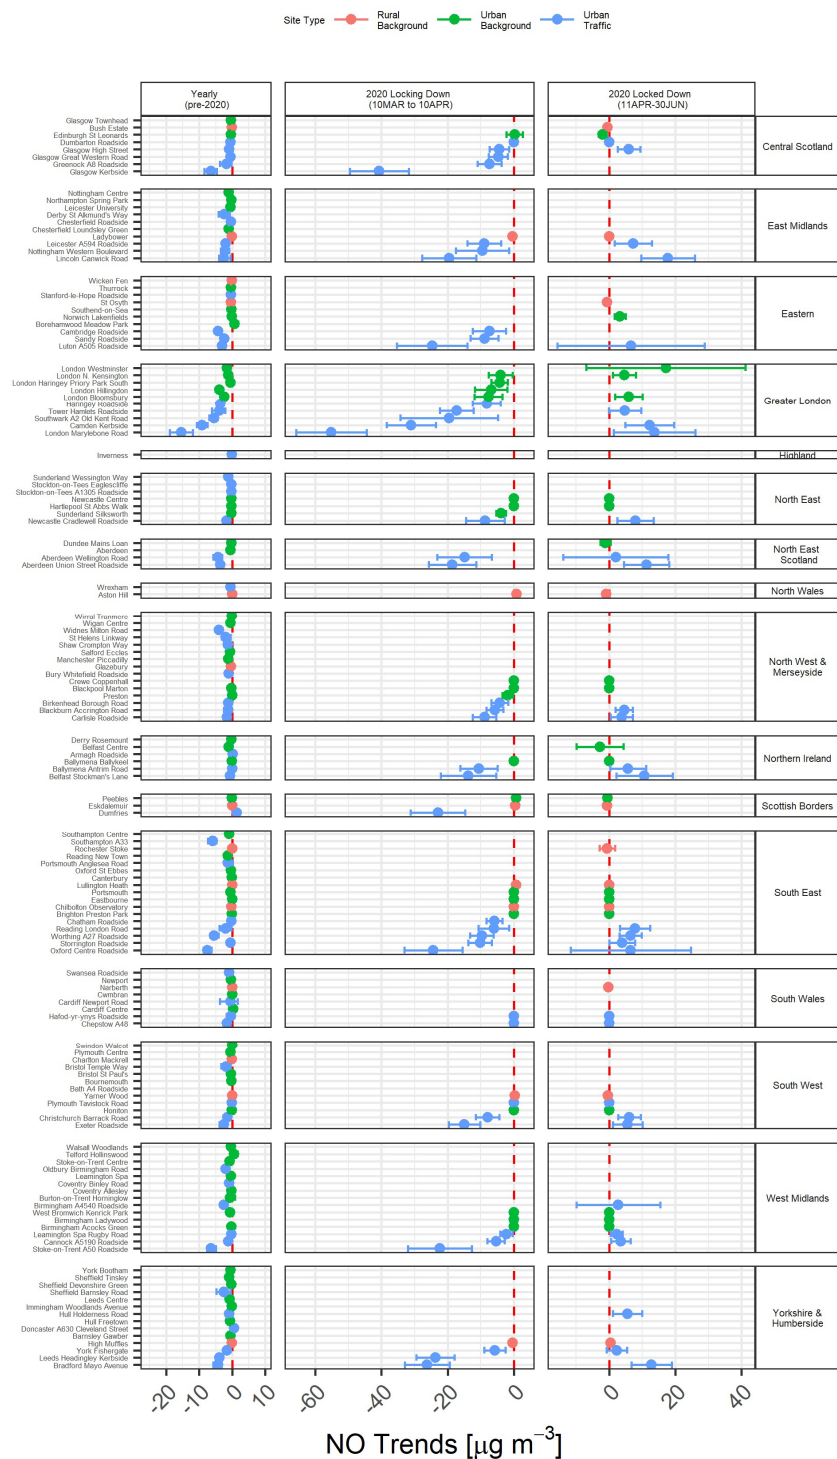 Site Type
Rural Background
Urban Background
Urban Traffic
Yearly
(pre-2020)
2020 Locking Down
(10MAR to 10APR)
2020 Locked Down
(11APR-30JUN)
Glasgow Townhead
Bush Estate
Edinburgh St Leonards
Dumbarton Roadside
Glasgow High Street
Glasgow Great Western Road
Greenock A8 Roadside
Glasgow Kerbside
Central Scotland
Nottingham Centre
Northampton Spring Park
Leicester University
Derby St Alkmund's Way
Chesterfield Roadside
Chesterfield Loundsley Green
Ladybower
Leicester A594 Roadside
Nottingham Western Boulevard
Lincoln Canwick Road
East Midlands
Wicken Fen
Thurrock
Stanford-le-Hope Roadside
St Osyth
Southend-on-Sea
Norwich Lakenfields
Borehamwood Meadow Park
Cambridge Roadside
Sandy Roadside
Luton A505 Roadside
Eastern
London Westminster
London N. Kensington
London Haringey Priory Park South
London Hillingdon
London Bloomsbury
Haringey Roadside
Tower Hamlets Roadside
Southwark A2 Old Kent Road
Camden Kerbside
London Marylebone Road
Greater London
Inverness
Highland
Sunderland Wessington Way
Stockton-on-Tees Eaglescliffe
Stockton-on-Tees A1305 Roadside
Newcastle Centre
Hartlepool St Abbs Walk
Sunderland Silksworth
Newcastle Cradlewell Roadside
North East
Dundee Mains Loan
Aberdeen
Aberdeen Wellington Road
Aberdeen Union Street Roadside
North East
Scotland
Wrexham
Aston Hill
North Wales
Wirral Tranmere
Wigan Centre
Widnes Milton Road
St Helens Linkway
Shaw Crompton Way
Salford Eccles
Manchester Piccadilly
Glazebury
Bury Whitefield Roadside
Crewe Coppenhall
Blackpool Marton
Preston
Birkenhead Borough Road
Blackburn Accrington Road
Carlisle Roadside
North West &
Merseyside
Derry Rosemount
Belfast Centre
Armagh Roadside
Ballymena Ballykeel
Ballymena Antrim Road
Belfast Stockman's Lane
Northern Ireland
Peebles
Eskdalemuir
Dumfries
Scottish Borders
Southampton Centre
Southampton A33
Rochester Stoke
Reading New Town
Portsmouth Anglesea Road
Oxford St Ebbes
Canterbury
Lullington Heath
Portsmouth
Eastbourne
Chilbolton Observatory
Brighton Preston Park
Chatham Roadside
Reading London Road
Worthing A27 Roadside
Storrington Roadside
Oxford Centre Roadside
South East
Swansea Roadside
Newport
Narberth
Cwmbran
Cardiff Newport Road
Cardiff Centre
Hafod-yr-ynys Roadside
Chepstow A48
South Wales
Swindon Walcot
Plymouth Centre
Charlton Mackrell
Bristol Temple Way
Bristol St Paul's
Bournemouth
Bath A4 Roadside
Yarner Wood
Plymouth Tavistock Road
Honiton
Christchurch Barrack Road
Exeter Roadside
South West
Walsall Woodlands
Telford Hollinswood
Stoke-on-Trent Centre
Oldbury Birmingham Road
Leamington Spa
Coventry Binley Road
Coventry Allesley
Burton-on-Trent Horninglow
Birmingham A4540 Roadside
West Bromwich Kenrick Park
Birmingham Ladywood
Birmingham Acocks Green
Leamington Spa Rugby Road
Cannock A5190 Roadside
Stoke-on-Trent A50 Roadside
West Midlands
York Bootham
Sheffield Tinsley
Sheffield Devonshire Green
Sheffield Barnsley Road
Leeds Centre
Immingham Woodlands Avenue
Hull Holderness Road
Hull Freetown
Doncaster A630 Cleveland Street
Barnsley Gawber
High Muffles
York Fishergate
Leeds Headingley Kerbside
Bradford Mayo Avenue
Yorkshire &
Humberside
-20 -10 0 10
-60 -40 -20 0
0 20 40
NO Trends [µg m⁻³]